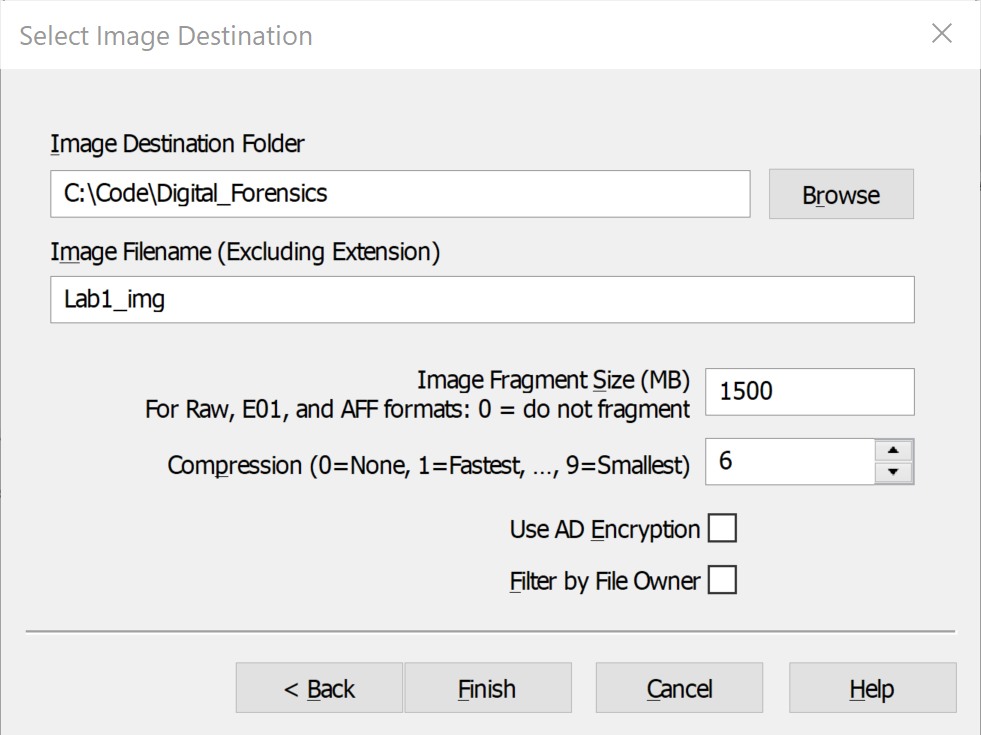 Select Image Destination
Image Destination Folder
C:\Code\Digital_Forensics
Browse
Image Filename (Excluding Extension)
Lab1_img
Image Fragment Size (MB)
For Raw, E01, and AFF formats: 0 = do not fragment
1500
Compression (0=None, 1=Fastest, ..., 9=Smallest)
6
Use AD Encryption
Filter by File Owner
< Back
Finish
Cancel
Help